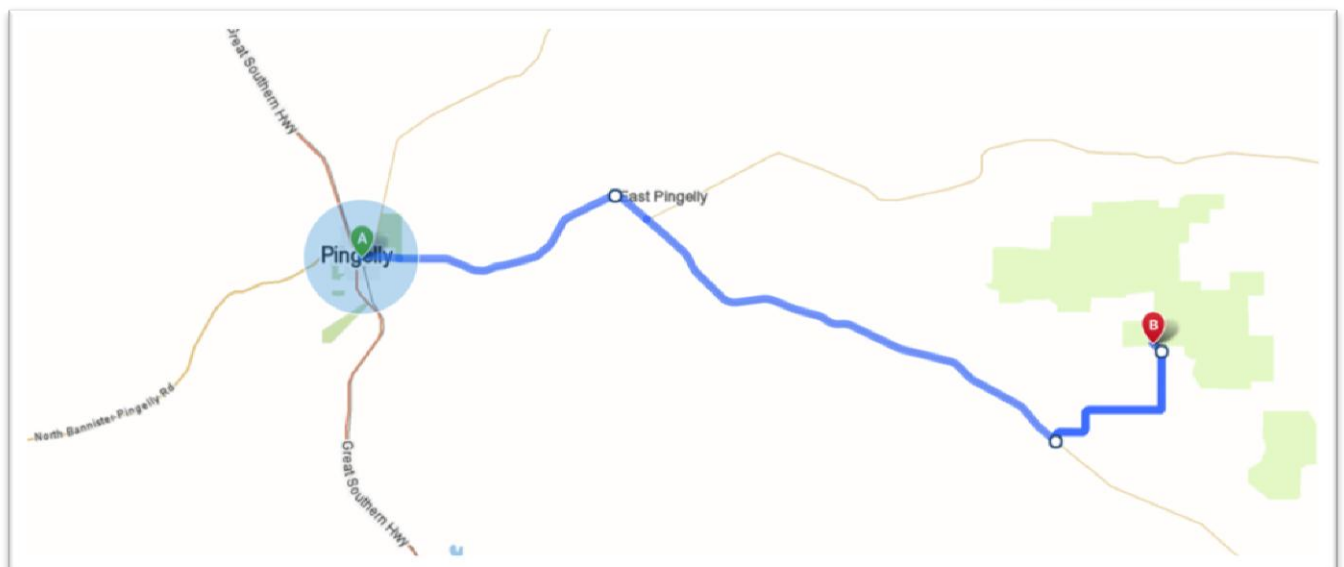 Great Southern Hwy
East Pingelly
A
Pingelly
B
North Bannister-Pingelly Rd
Great Southern Hwy